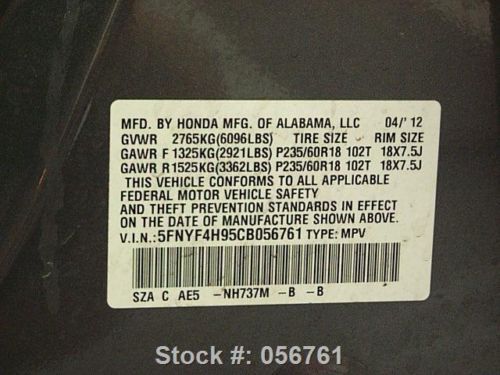 MFD. BY HONDA MFG. OF ALABAMA, LLC 04/' 12
GVWR 2765KG(6096LBS) TIRE SIZE RIM SIZE
GAWR F 1325KG(2921LBS) P235/60R18 102T 18X7.5J
GAWR R1525KG(3362LBS) P235/60R18 102T 18X7.5J
THIS VEHICLE CONFORMS TO ALL APPLICABLE
FEDERAL MOTOR VEHICLE SAFETY
AND THEFT PREVENTION STANDARDS IN EFFECT
ON THE DATE OF MANUFACTURE SHOWN ABOVE.
V.I.N.:5FNYF4H95CB056761 TYPE: MPV
SZA C AE5 -NH737M -B -B
Stock #: 056761